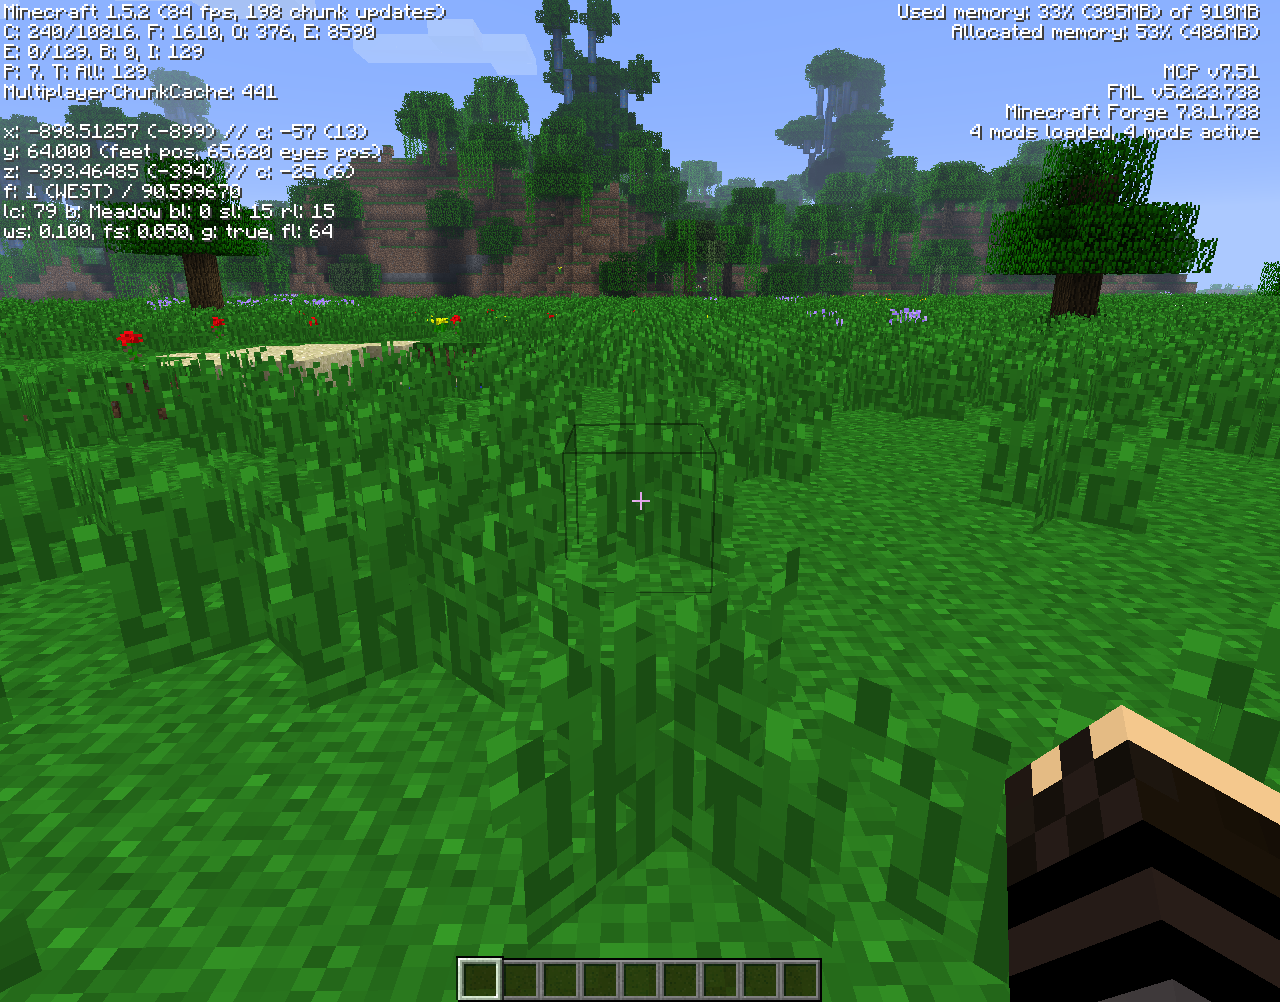 Minecraft 1.5.2 (84 fps, 198 chunk updates)
C: 240/10816. F: 1610, O: 376, E: 8590
E: 0/129. B: 0, I: 129
P: 7. T: All: 129
MultiplayerChunkCache: 441
x: -898.51257 (-899) // c: -57 (13)
y: 64.000 (feet pos, 65.620 eyes pos)
z: -393.46485 (-394) // c: -25 (6)
f: 1 (WEST) / 90.599670
lc: 79 b: Meadow bl: 0 sl: 15 rl: 15
ws: 0.100, fs: 0.050, g: true, fl: 64
Used memory: 33% (305MB) of 910MB
Allocated memory: 53% (486MB)
MCP v7.51
FML v5.2.23.738
Minecraft Forge 7.8.1.738
4 mods loaded, 4 mods active